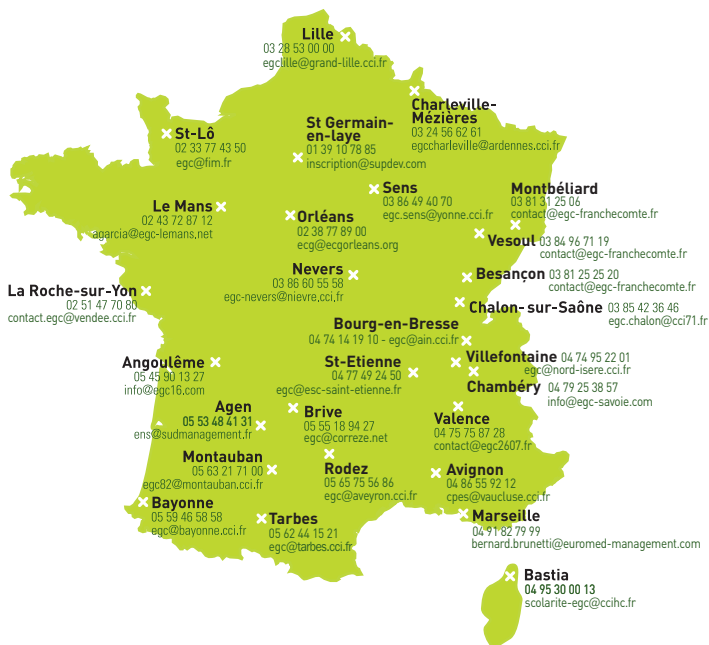 Lille
03 28 53 00 00
egclille@grand-lille.cci.fr
Charleville-
Mézières
03 24 56 62 61
egccharleville@ardennes.cci.fr
St-Lô
02 33 77 43 50
egc@fim.fr
St Germain-
en-laye
01 39 10 78 85
inscription@supdev.com
Sens
03 86 49 40 70
egc.sens@yonne.cci.fr
Montbéliard
03 81 31 25 06
contact@egc-franchecomte.fr
Le Mans
02 43 72 87 12
agarcia@egc-lemans.net
Orléans
02 38 77 89 00
ecg@ecgorleans.org
Vesoul 03 84 96 71 19
contact@egc-franchecomte.fr
Nevers
03 86 60 55 58
egc-nevers@nievre,cci,fr
Besançon 03 81 25 25 20
contact@egc-franchecomte.fr
La Roche-sur-Yon
02 51 47 70 80
contact.egc@vendee.cci.fr
Chalon-sur-Saône 03 85 42 36 46
egc.chalon@cci71.fr
Bourg-en-Bresse
04 74 14 19 10 - egc@ain.cci.fr
Angoulême
05 45 90 13 27
info@egc16.com
St-Etienne
04 77 49 24 50
egc@esc-saint-etienne.fr
Villefontaine 04 74 95 22 01
egc@nord-isere.cci.fr
Chambéry 04 79 25 38 57
info@egc-savoie.com
Agen
05 53 48 41 31
ens@sudmanagement.fr
Brive
05 55 18 94 27
egc@correze.net
Valence
04 75 75 87 28
contact@egc2607.fr
Montauban
05 63 21 71 00
egc82@montauban.cci.fr
Rodez
05 65 75 56 86
egc@aveyron.cci.fr
Avignon
04 86 55 92 12
cpes@vaucluse.cci.fr
Bayonne
05 59 46 58 58
egc@bayonne.cci.fr
Tarbes
05 62 44 15 21
egc@tarbes.cci.fr
Marseille
04 91 82 79 99
bernard.brunetti@euromed-management.com
Bastia
04 95 30 00 13
scolarite-egc@ccihc.fr